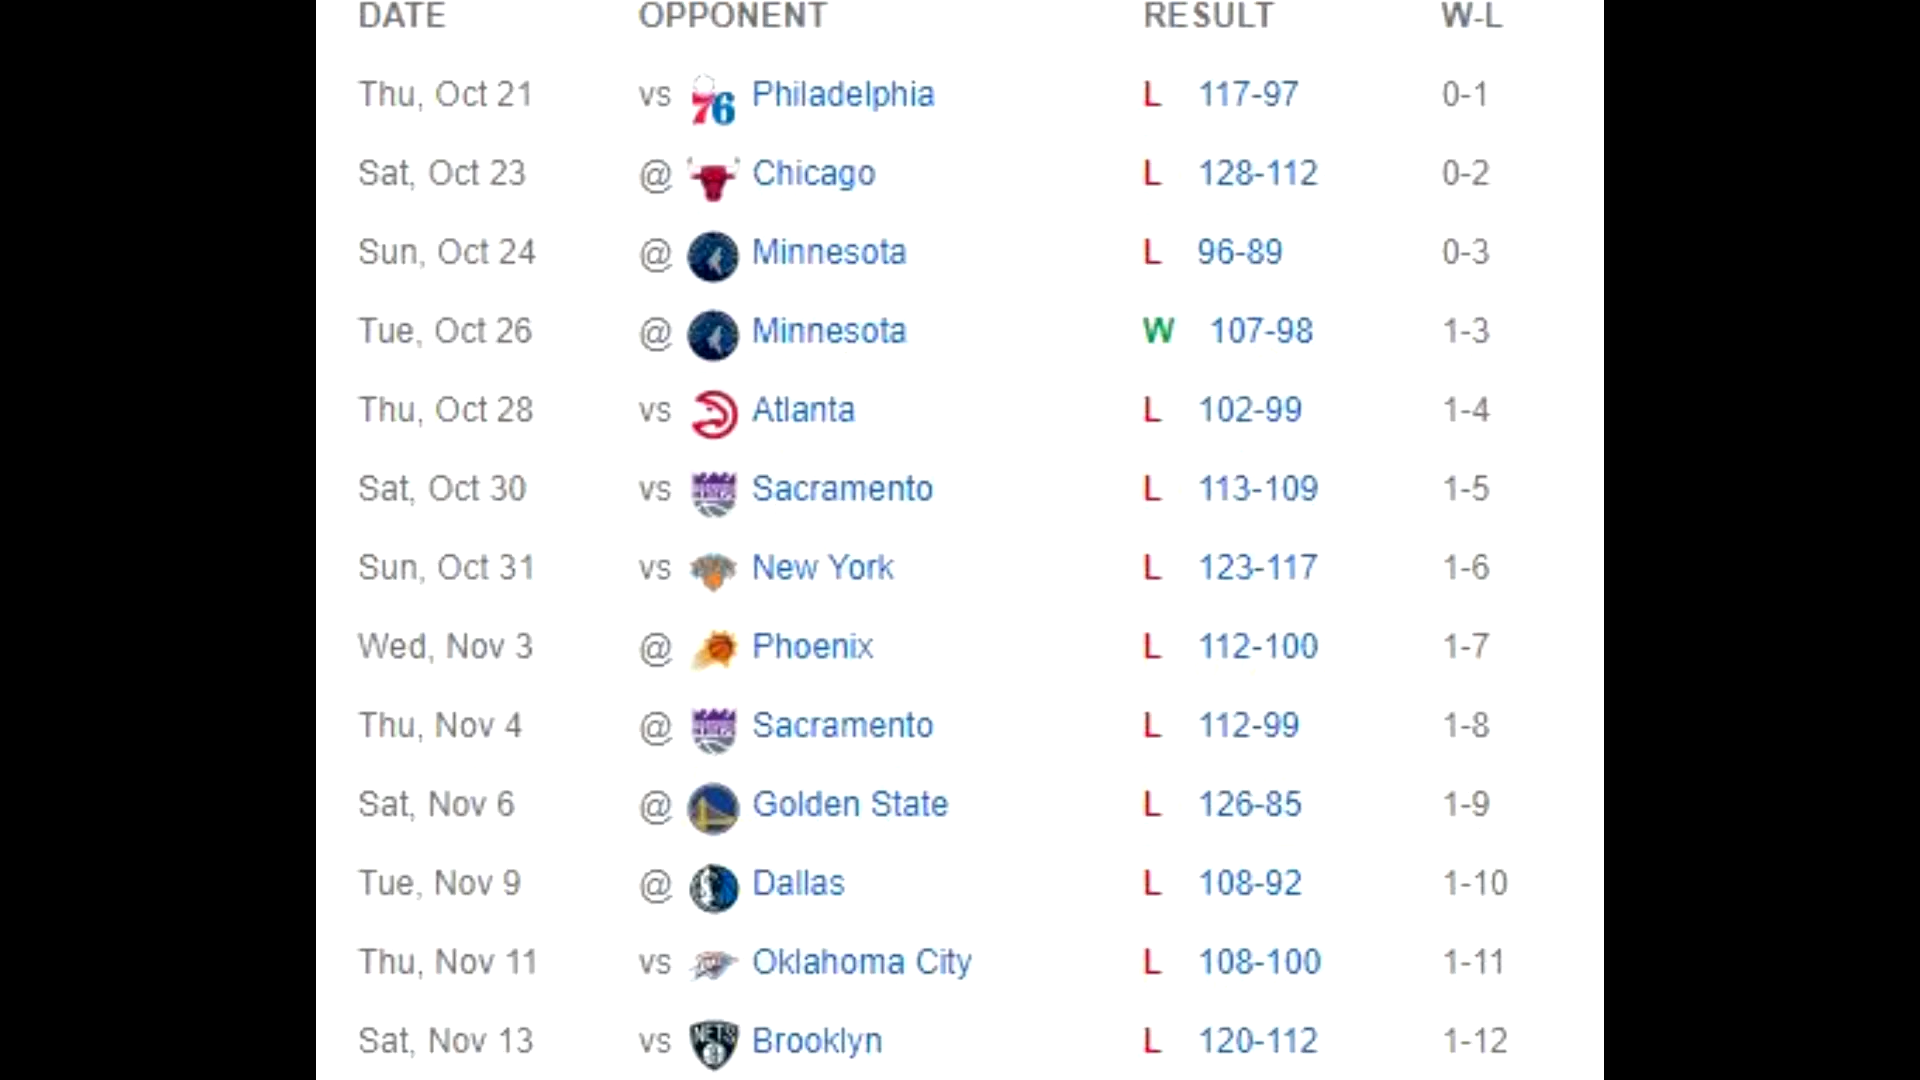 DATE OPPONENT RESULT W-L
Thu, Oct 21 vs 76 Philadelphia L 117-97 0-1
Sat, Oct 23 @ Chicago L 128-112 0-2
Sun, Oct 24 @ Minnesota L 96-89 0-3
Tue, Oct 26 @ Minnesota W 107-98 1-3
Thu, Oct 28 vs Atlanta L 102-99 1-4
Sat, Oct 30 vs Sacramento L 113-109 1-5
Sun, Oct 31 vs New York L 123-117 1-6
Wed, Nov 3 @ Phoenix L 112-100 1-7
Thu, Nov 4 @ Sacramento L 112-99 1-8
Sat, Nov 6 @ Golden State L 126-85 1-9
Tue, Nov 9 @ Dallas L 108-92 1-10
Thu, Nov 11 vs Oklahoma City L 108-100 1-11
Sat, Nov 13 vs NETS Brooklyn L 120-112 1-12